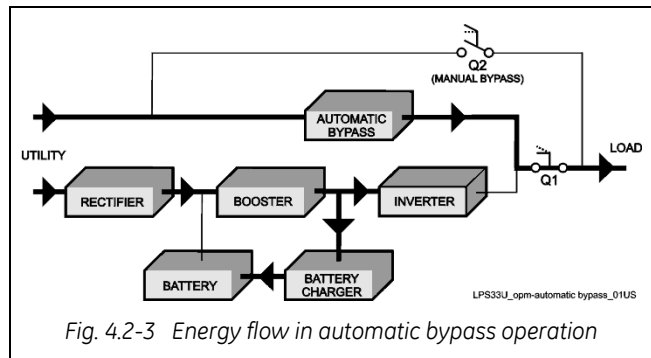 Q2
(MANUAL BYPASS)
AUTOMATIC
BYPASS
UTILITY
LOAD
Q1
RECTIFIER
BOOSTER
INVERTER
BATTERY
BATTERY
CHARGER
LPS33U_opm-automatic bypass_01US
Fig. 4.2-3 Energy flow in automatic bypass operation